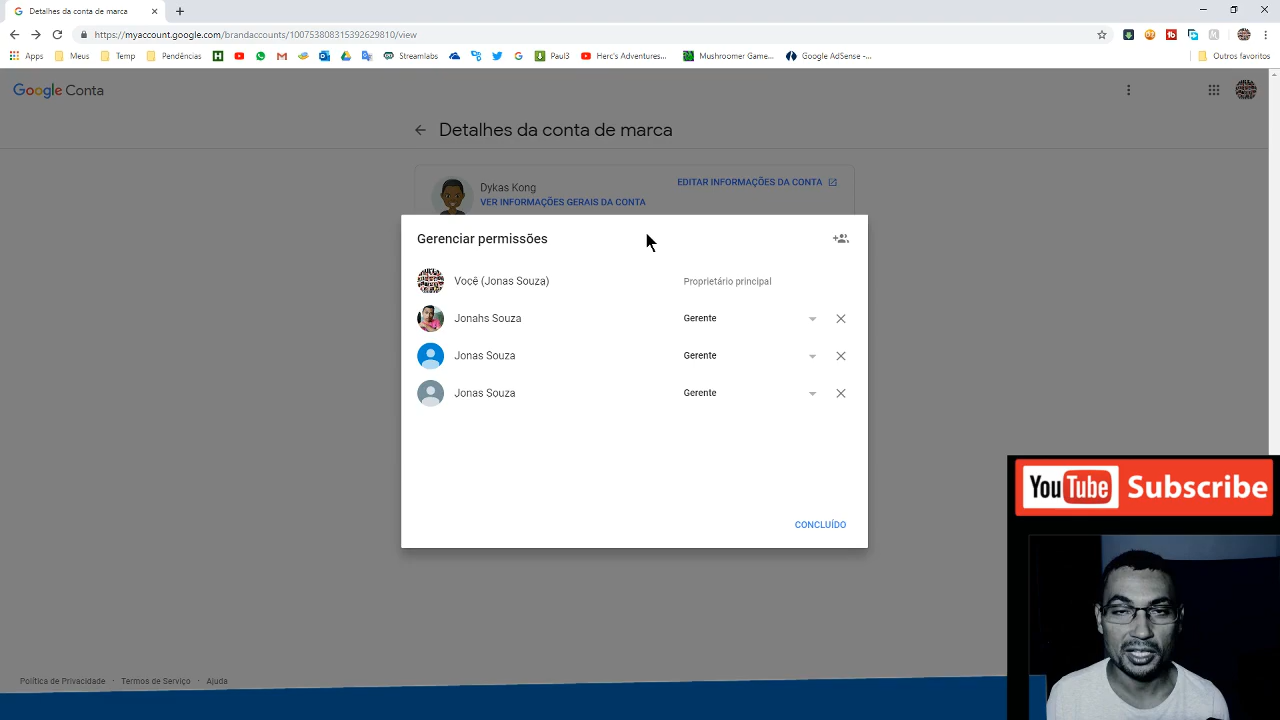 Detalhes da conta de marca
https://myaccount.google.com/brandaccounts/100753808315392629810/view
Apps
Meus
Temp
Pendências
Streamlabs
Paul3
Herc's Adventures...
Mushroomer Game...
Google AdSense -...
Outros favoritos
Google Conta
Detalhes da conta de marca
Dykas Kong
EDITAR INFORMAÇÕES DA CONTA
VER INFORMAÇÕES GERAIS DA CONTA
Gerenciar permissões
Você (Jonas Souza)
Proprietário principal
Jonahs Souza
Gerente
Jonas Souza
Gerente
Jonas Souza
Gerente
CONCLUÍDO
YouTube Subscribe
Política de Privacidade · Termos de Serviço · Ajuda